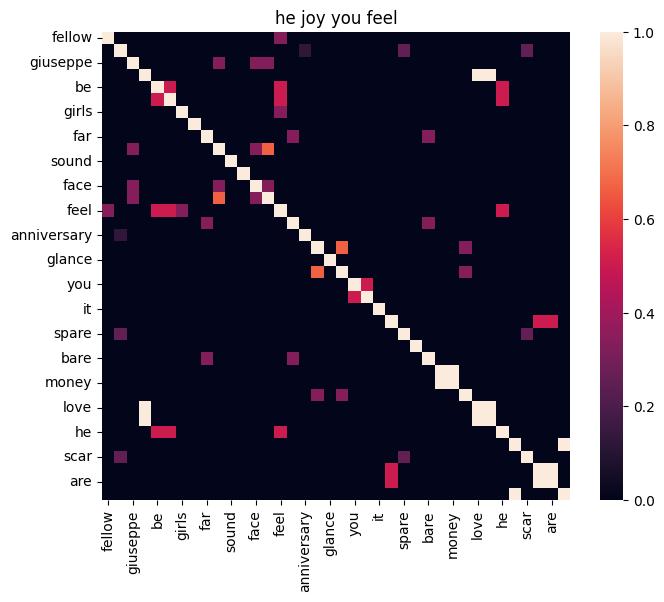 he joy you feel
fellow
giuseppe
be
girls
far
sound
face
feel
anniversary
glance
you
it
spare
bare
money
love
he
scar
are
1.0
0.8
0.6
0.4
0.2
0.0
fellow
giuseppe
be
girls
far
sound
face
feel
anniversary
glance
you
it
spare
bare
money
love
he
scar
are